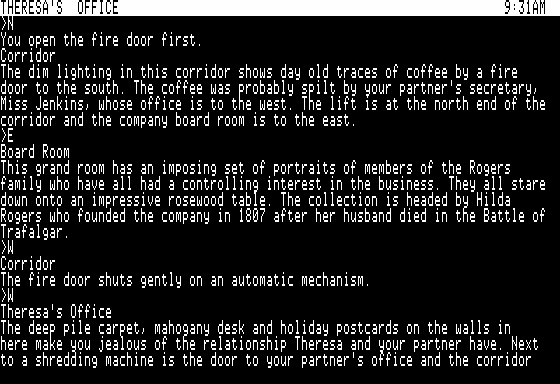 THERESA'S OFFICE 9:31AM
>N
You open the fire door first.
Corridor
The dim lighting in this corridor shows day old traces of coffee by a fire
door to the south. The coffee was probably spilt by your partner's secretary,
Miss Jenkins, whose office is to the west. The lift is at the north end of the
corridor and the company board room is to the east.
>E
Board Room
This grand room has an imposing set of portraits of members of the Rogers
family who have all had a controlling interest in the business. They all stare
down onto an impressive rosewood table. The collection is headed by Hilda
Rogers who founded the company in 1807 after her husband died in the Battle of
Trafalgar.
>W
Corridor
The fire door shuts gently on an automatic mechanism.
>W
Theresa's Office
The deep pile carpet, mahogany desk and holiday postcards on the walls in
here make you jealous of the relationship Theresa and your partner have. Next
to a shredding machine is the door to your partner's office and the corridor